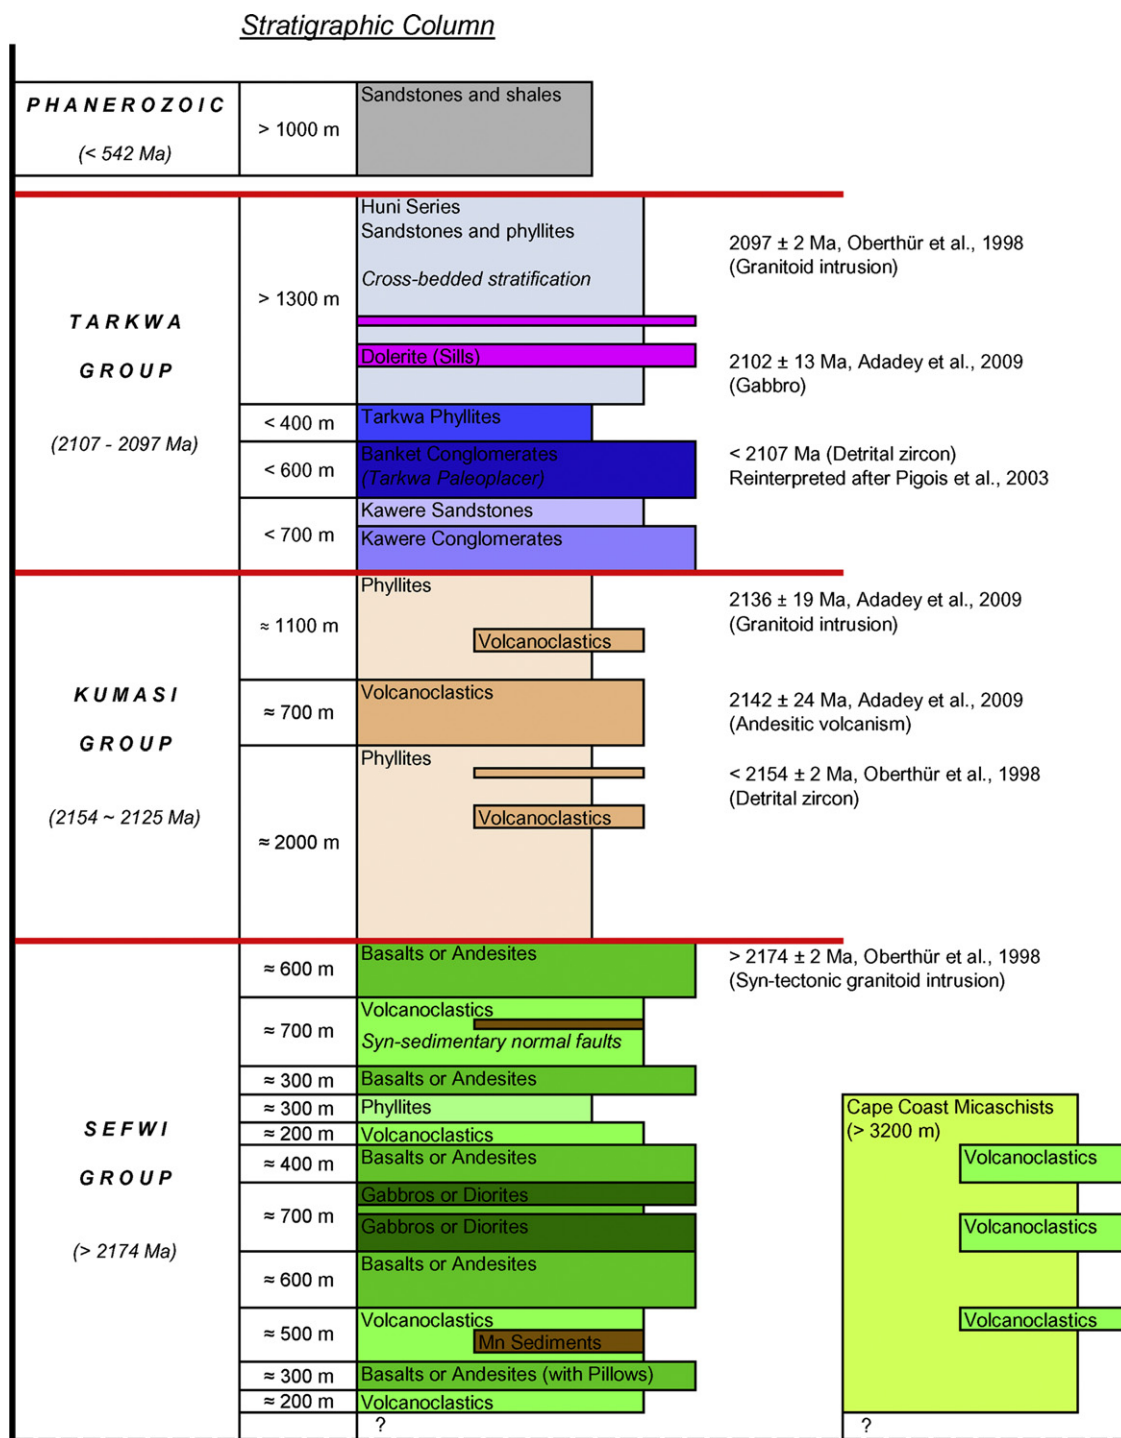 Stratigraphic Column
PHANEROZOIC
(< 542 Ma)
> 1000 m
Sandstones and shales
TARKWA
GROUP
(2107 - 2097 Ma)
> 1300 m
Huni Series
Sandstones and phyllites
Cross-bedded stratification
Dolerite (Sills)
2097 ± 2 Ma, Oberthür et al., 1998
(Granitoid intrusion)
2102 ± 13 Ma, Adadey et al., 2009
(Gabbro)
< 400 m
Tarkwa Phyllites
< 600 m
Banket Conglomerates
(Tarkwa Paleoplacer)
< 2107 Ma (Detrital zircon)
Reinterpreted after Pigois et al., 2003
< 700 m
Kawere Sandstones
Kawere Conglomerates
KUMASI
GROUP
(2154 ~ 2125 Ma)
≈ 1100 m
Phyllites
Volcanoclastics
2136 ± 19 Ma, Adadey et al., 2009
(Granitoid intrusion)
≈ 700 m
Volcanoclastics
2142 ± 24 Ma, Adadey et al., 2009
(Andesitic volcanism)
≈ 2000 m
Phyllites
Volcanoclastics
< 2154 ± 2 Ma, Oberthür et al., 1998
(Detrital zircon)
SEFWI
GROUP
(> 2174 Ma)
≈ 600 m
Basalts or Andesites
> 2174 ± 2 Ma, Oberthür et al., 1998
(Syn-tectonic granitoid intrusion)
≈ 700 m
Volcanoclastics
Syn-sedimentary normal faults
≈ 300 m
Basalts or Andesites
≈ 300 m
Phyllites
≈ 200 m
Volcanoclastics
≈ 400 m
Basalts or Andesites
≈ 700 m
Gabbros or Diorites
Gabbros or Diorites
≈ 600 m
Basalts or Andesites
≈ 500 m
Volcanoclastics
Mn Sediments
≈ 300 m
Basalts or Andesites (with Pillows)
≈ 200 m
Volcanoclastics
?
Cape Coast Micaschists
(> 3200 m)
Volcanoclastics
Volcanoclastics
Volcanoclastics
?